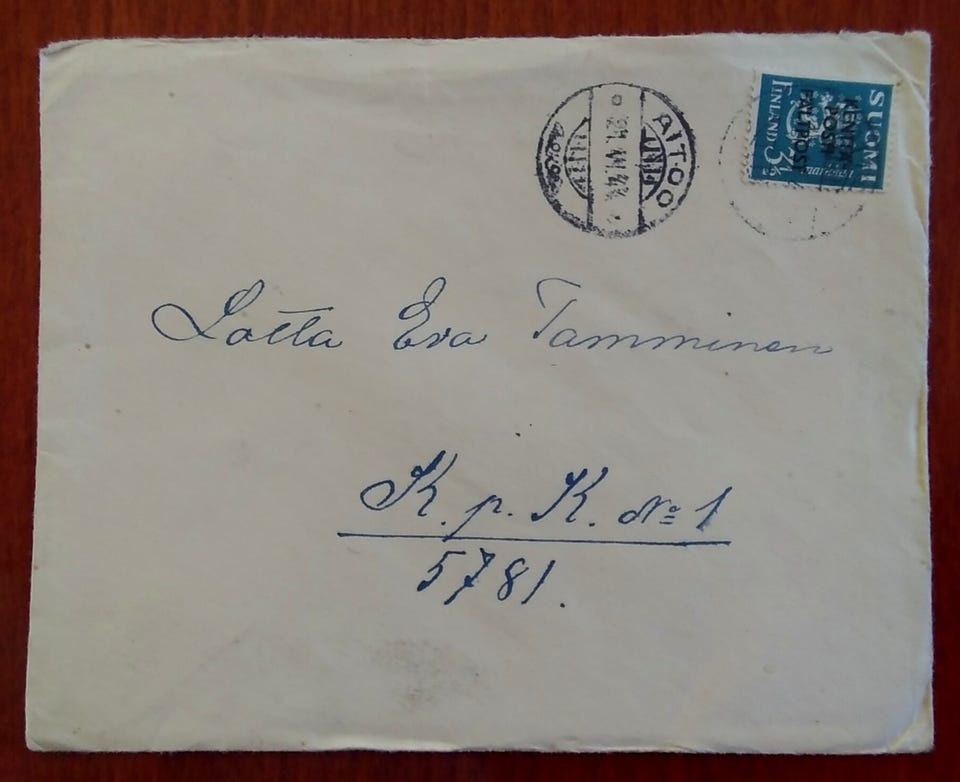 AITOO
SUOMI
KENTTÄ-
POSTI
FÄLTPOST
FINLAND 3½
Lotta Eva Tamminen
K. p. K. № 1
5781.